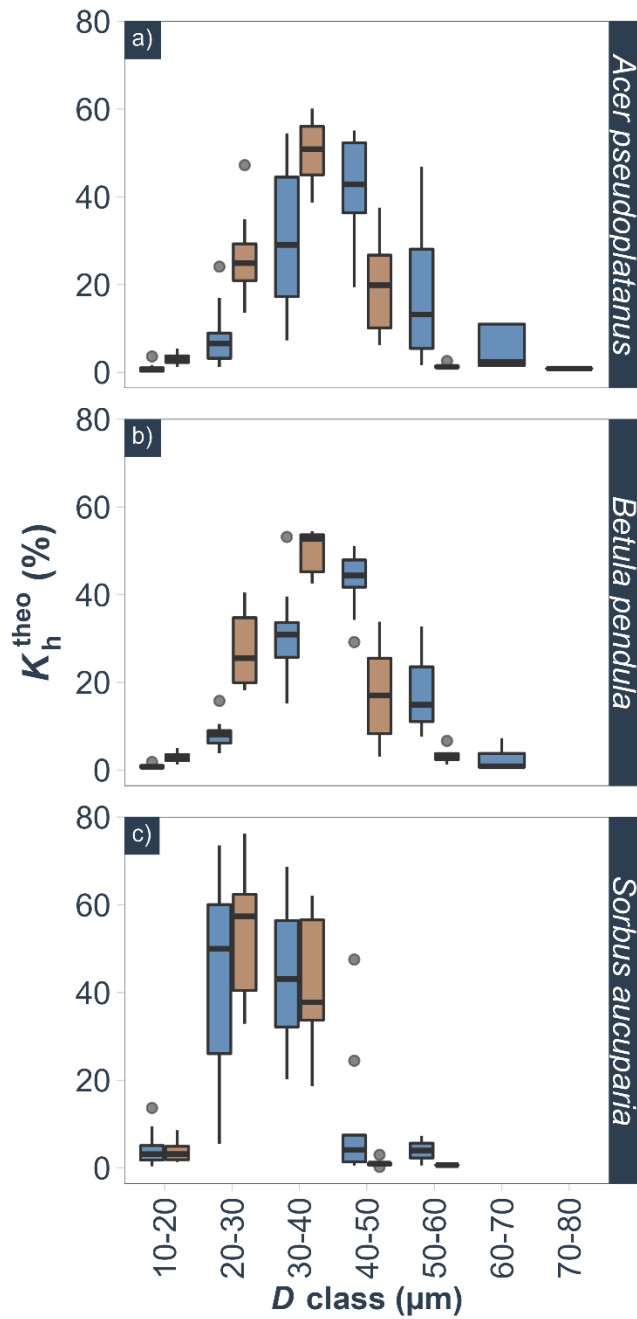 a)
80
60
40
20
0
Acer pseudoplatanus
b)
80
60
40
20
0
Betula pendula
c)
80
60
40
20
0
Sorbus aucuparia
K_h^theo (%)
10-20
20-30
30-40
40-50
50-60
60-70
70-80
D class (µm)